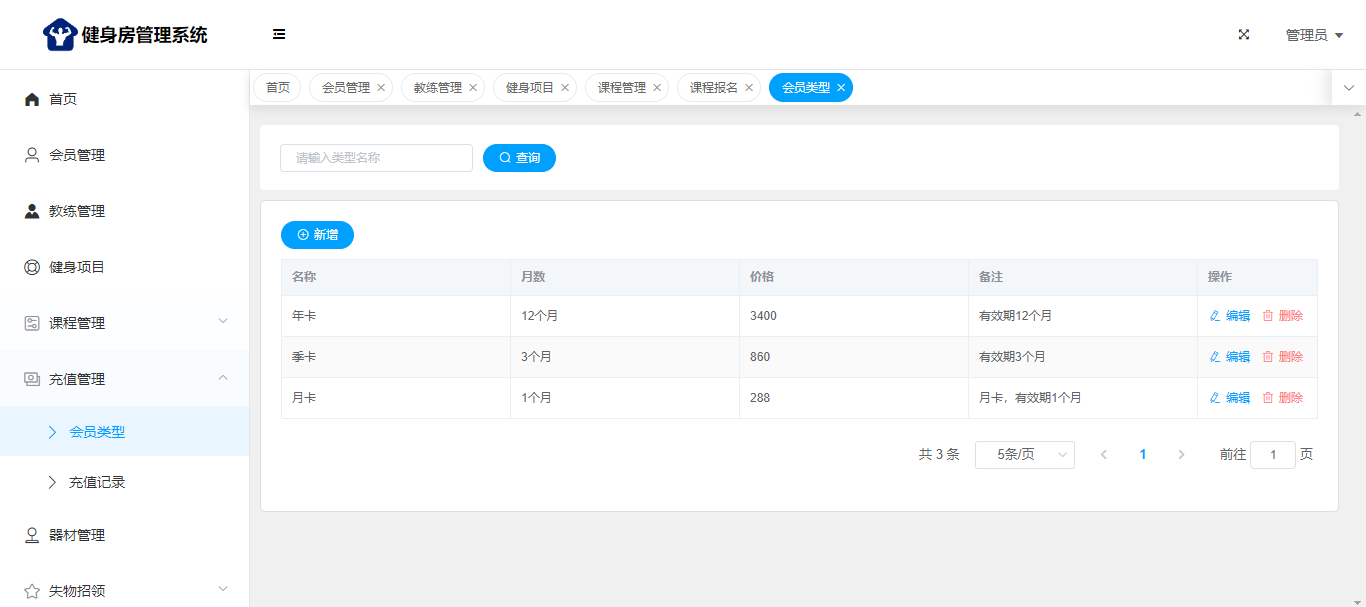 健身房管理系统
管理员
首页
会员管理
教练管理
健身项目
课程管理
充值管理
会员类型
充值记录
器材管理
失物招领
首页 会员管理 教练管理 健身项目 课程管理 课程报名 会员类型
请输入类型名称 查询
新增
名称 月数 价格 备注 操作
年卡 12个月 3400 有效期12个月 编辑 删除
季卡 3个月 860 有效期3个月 编辑 删除
月卡 1个月 288 月卡，有效期1个月 编辑 删除
共 3 条 5条/页 1 前往 1 页